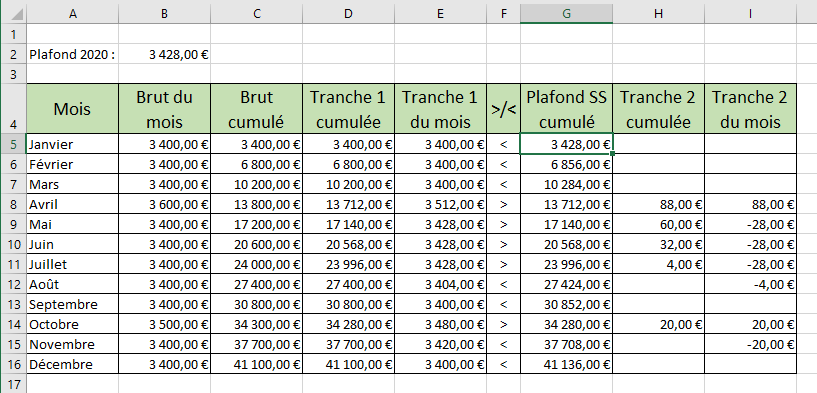 A B C D E F G H I
1
2 Plafond 2020 : 3 428,00 €
3
4 Mois Brut du mois Brut cumulé Tranche 1 cumulée Tranche 1 du mois >/< Plafond SS cumulé Tranche 2 cumulée Tranche 2 du mois
5 Janvier 3 400,00 € 3 400,00 € 3 400,00 € 3 400,00 € < 3 428,00 €
6 Février 3 400,00 € 6 800,00 € 6 800,00 € 3 400,00 € < 6 856,00 €
7 Mars 3 400,00 € 10 200,00 € 10 200,00 € 3 400,00 € < 10 284,00 €
8 Avril 3 600,00 € 13 800,00 € 13 712,00 € 3 512,00 € > 13 712,00 € 88,00 € 88,00 €
9 Mai 3 400,00 € 17 200,00 € 17 140,00 € 3 428,00 € > 17 140,00 € 60,00 € -28,00 €
10 Juin 3 400,00 € 20 600,00 € 20 568,00 € 3 428,00 € > 20 568,00 € 32,00 € -28,00 €
11 Juillet 3 400,00 € 24 000,00 € 23 996,00 € 3 428,00 € > 23 996,00 € 4,00 € -28,00 €
12 Août 3 400,00 € 27 400,00 € 27 400,00 € 3 404,00 € < 27 424,00 € -4,00 €
13 Septembre 3 400,00 € 30 800,00 € 30 800,00 € 3 400,00 € < 30 852,00 €
14 Octobre 3 500,00 € 34 300,00 € 34 280,00 € 3 480,00 € > 34 280,00 € 20,00 € 20,00 €
15 Novembre 3 400,00 € 37 700,00 € 37 700,00 € 3 420,00 € < 37 708,00 € -20,00 €
16 Décembre 3 400,00 € 41 100,00 € 41 100,00 € 3 400,00 € < 41 136,00 €
17